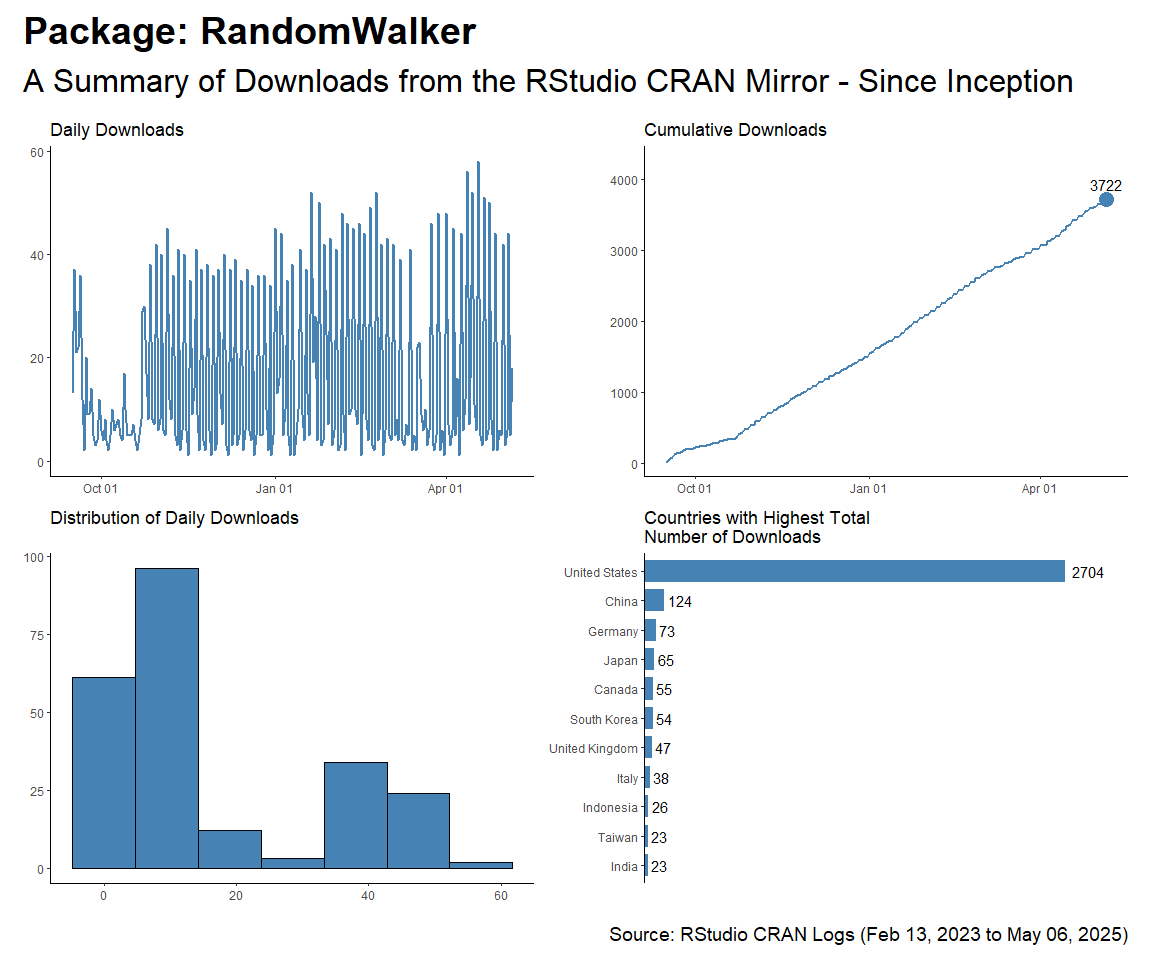 Package: RandomWalker
A Summary of Downloads from the RStudio CRAN Mirror - Since Inception
Daily Downloads
60
40
20
0
Oct 01
Jan 01
Apr 01
Cumulative Downloads
4000
3000
2000
1000
0
3722
Oct 01
Jan 01
Apr 01
Distribution of Daily Downloads
100
75
50
25
0
0
20
40
60
Countries with Highest Total
Number of Downloads
United States 2704
China 124
Germany 73
Japan 65
Canada 55
South Korea 54
United Kingdom 47
Italy 38
Indonesia 26
Taiwan 23
India 23
Source: RStudio CRAN Logs (Feb 13, 2023 to May 06, 2025)